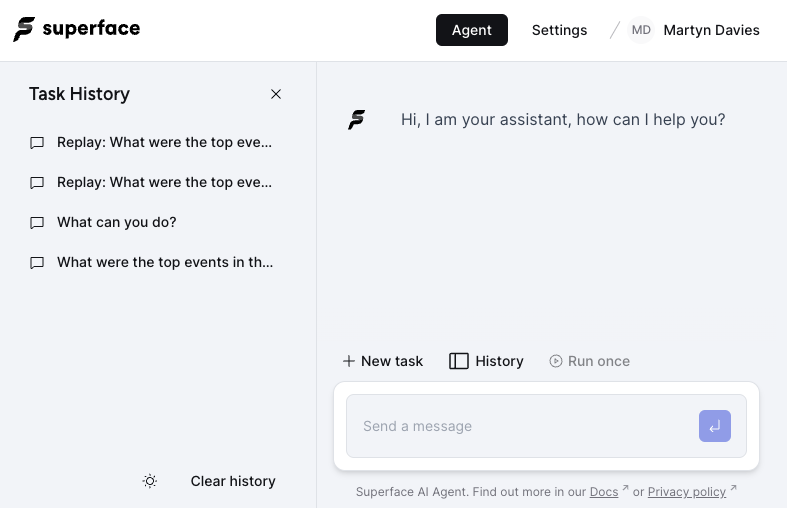 superface
Agent
Settings
MD
Martyn Davies
Task History
Replay: What were the top eve...
Replay: What were the top eve...
What can you do?
What were the top events in th...
Clear history
Hi, I am your assistant, how can I help you?
New task
History
Run once
Send a message
Superface AI Agent. Find out more in our Docs ↗ or Privacy policy ↗